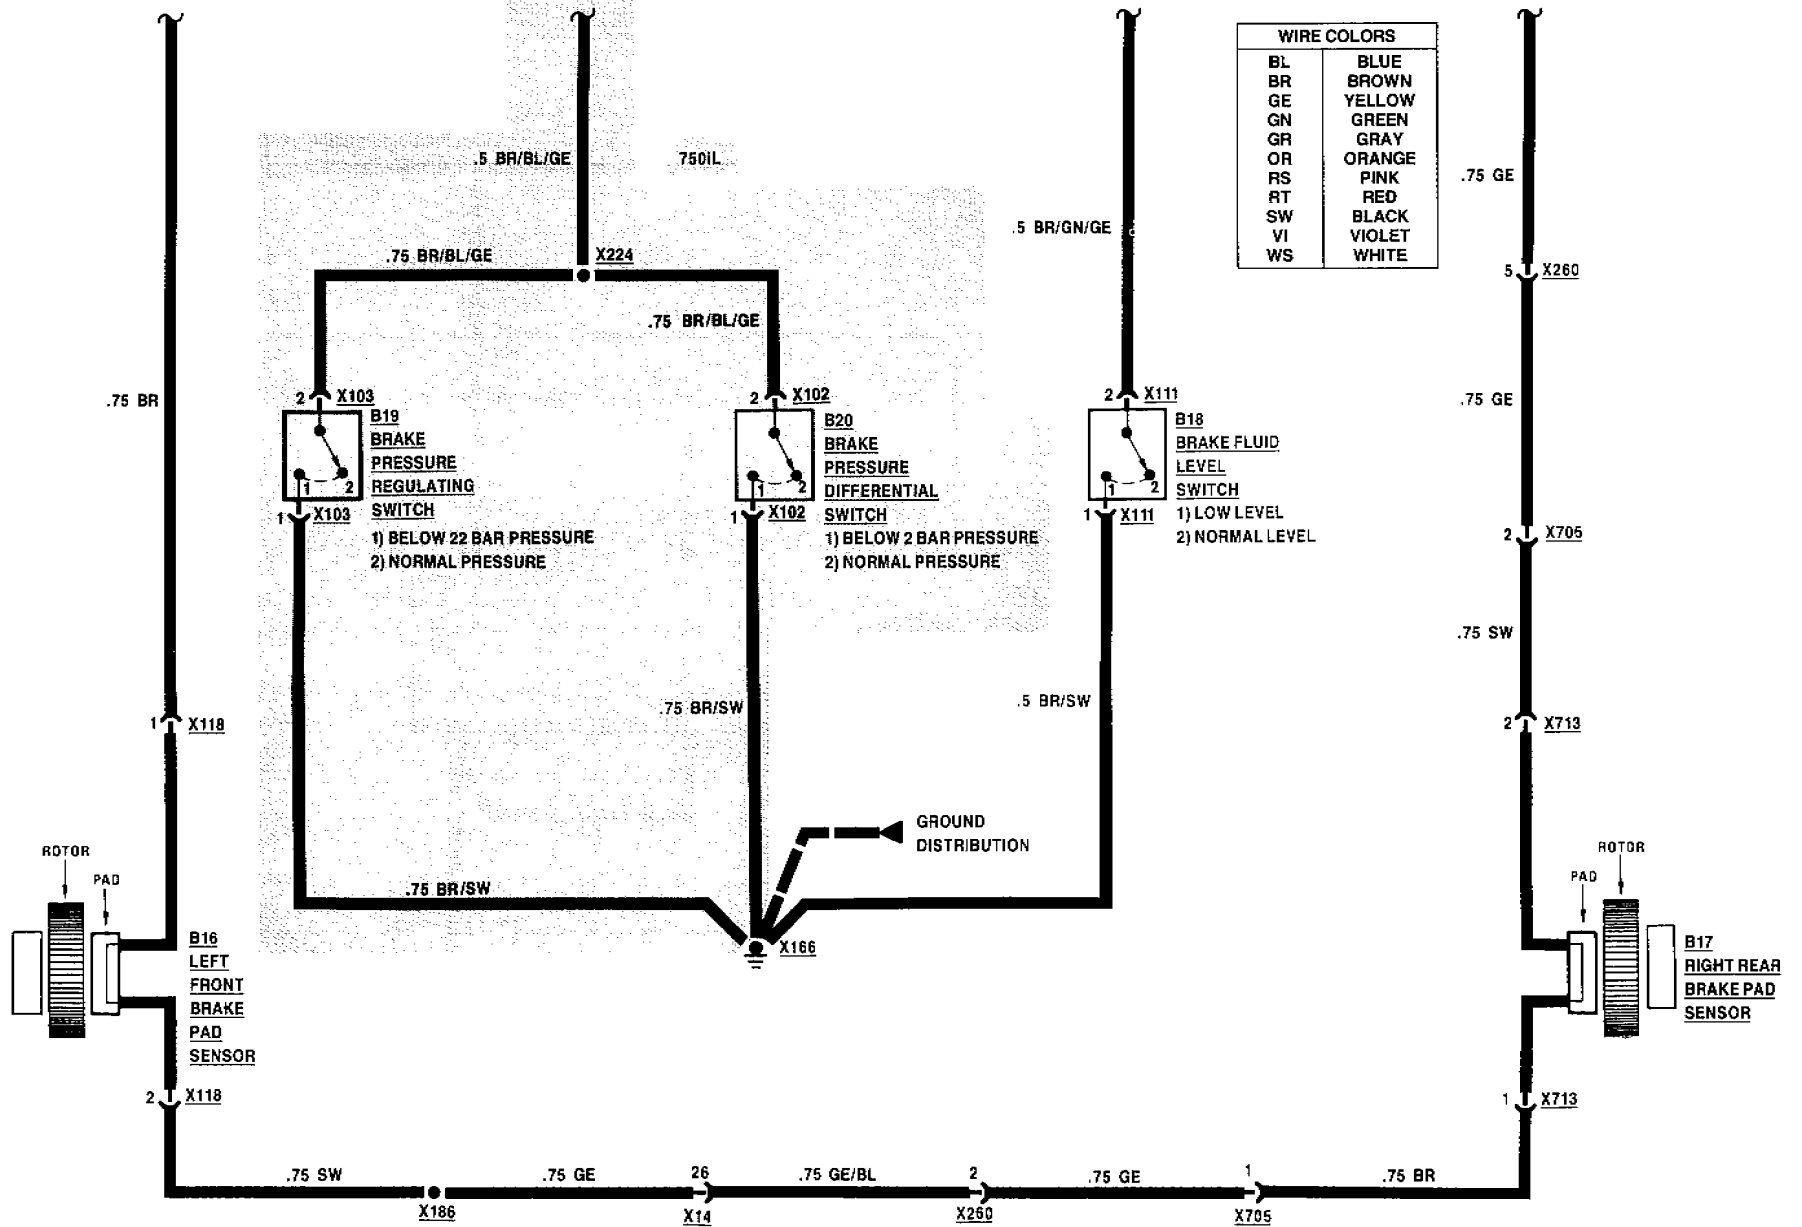 WIRE COLORS
BL BLUE
BR BROWN
GE YELLOW
GN GREEN
GR GRAY
OR ORANGE
RS PINK
RT RED
SW BLACK
VI VIOLET
WS WHITE
.5 BR/BL/GE
750iL
.75 GE
.5 BR/GN/GE
.75 BR/BL/GE
X224
5 X260
.75 BR/BL/GE
.75 BR
2 X103
B19
BRAKE
PRESSURE
REGULATING
SWITCH
1) BELOW 22 BAR PRESSURE
2) NORMAL PRESSURE
1 2
1 X103
2 X102
B20
BRAKE
PRESSURE
DIFFERENTIAL
SWITCH
1) BELOW 2 BAR PRESSURE
2) NORMAL PRESSURE
1 2
1 X102
2 X111
B18
BRAKE FLUID
LEVEL
SWITCH
1) LOW LEVEL
2) NORMAL LEVEL
1 2
1 X111
.75 GE
2 X705
.75 SW
.75 BR/SW
.5 BR/SW
1 X118
2 X713
GROUND
DISTRIBUTION
.75 BR/SW
X166
ROTOR
PAD
B16
LEFT
FRONT
BRAKE
PAD
SENSOR
2 X118
ROTOR
PAD
B17
RIGHT REAR
BRAKE PAD
SENSOR
1 X713
.75 SW
X186
.75 GE
26
X14
.75 GE/BL
2
X260
.75 GE
1
X705
.75 BR